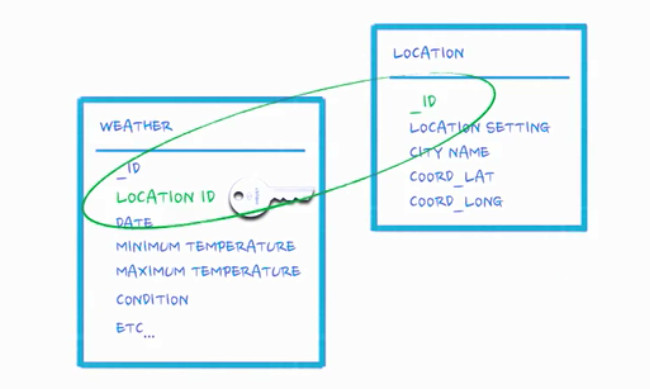 WEATHER
_ID
LOCATION ID
DATE
MINIMUM TEMPERATURE
MAXIMUM TEMPERATURE
CONDITION
ETC...
LOCATION
_ID
LOCATION SETTING
CITY NAME
COORD_LAT
COORD_LONG